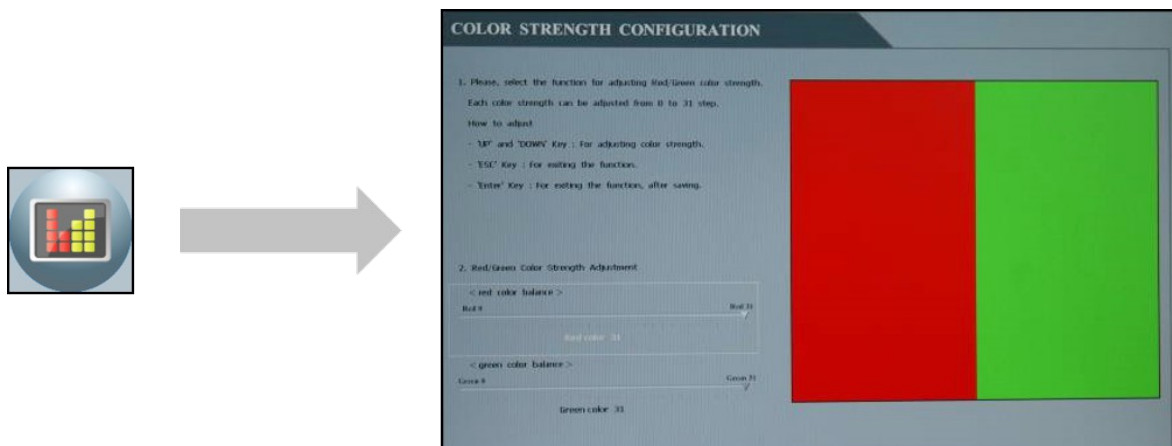 COLOR STRENGTH CONFIGURATION
1. Please, select the function for adjusting Red/Green color strength.
Each color strength can be adjusted from 0 to 31 step.
How to adjust
- 'UP' and 'DOWN' Key : For adjusting color strength.
- 'ESC' Key : For exiting the function.
- 'Enter' Key : For exiting the function, after saving.
2. Red/Green Color Strength Adjustment
< red color balance >
Red 0 Red 31
Red color 31
< green color balance >
Green 0 Green 31
Green color 31